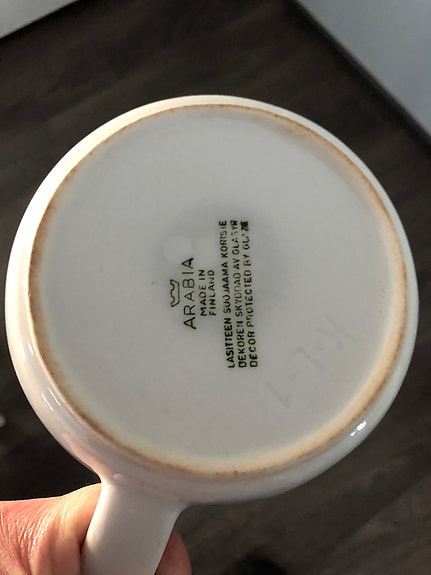 ARABIA
MADE IN
FINLAND
LASITTEEN SUOJAAMA KORISTE
DEKOREN SKYDDAD AV GLASYR
DECOR PROTECTED BY GLAZE